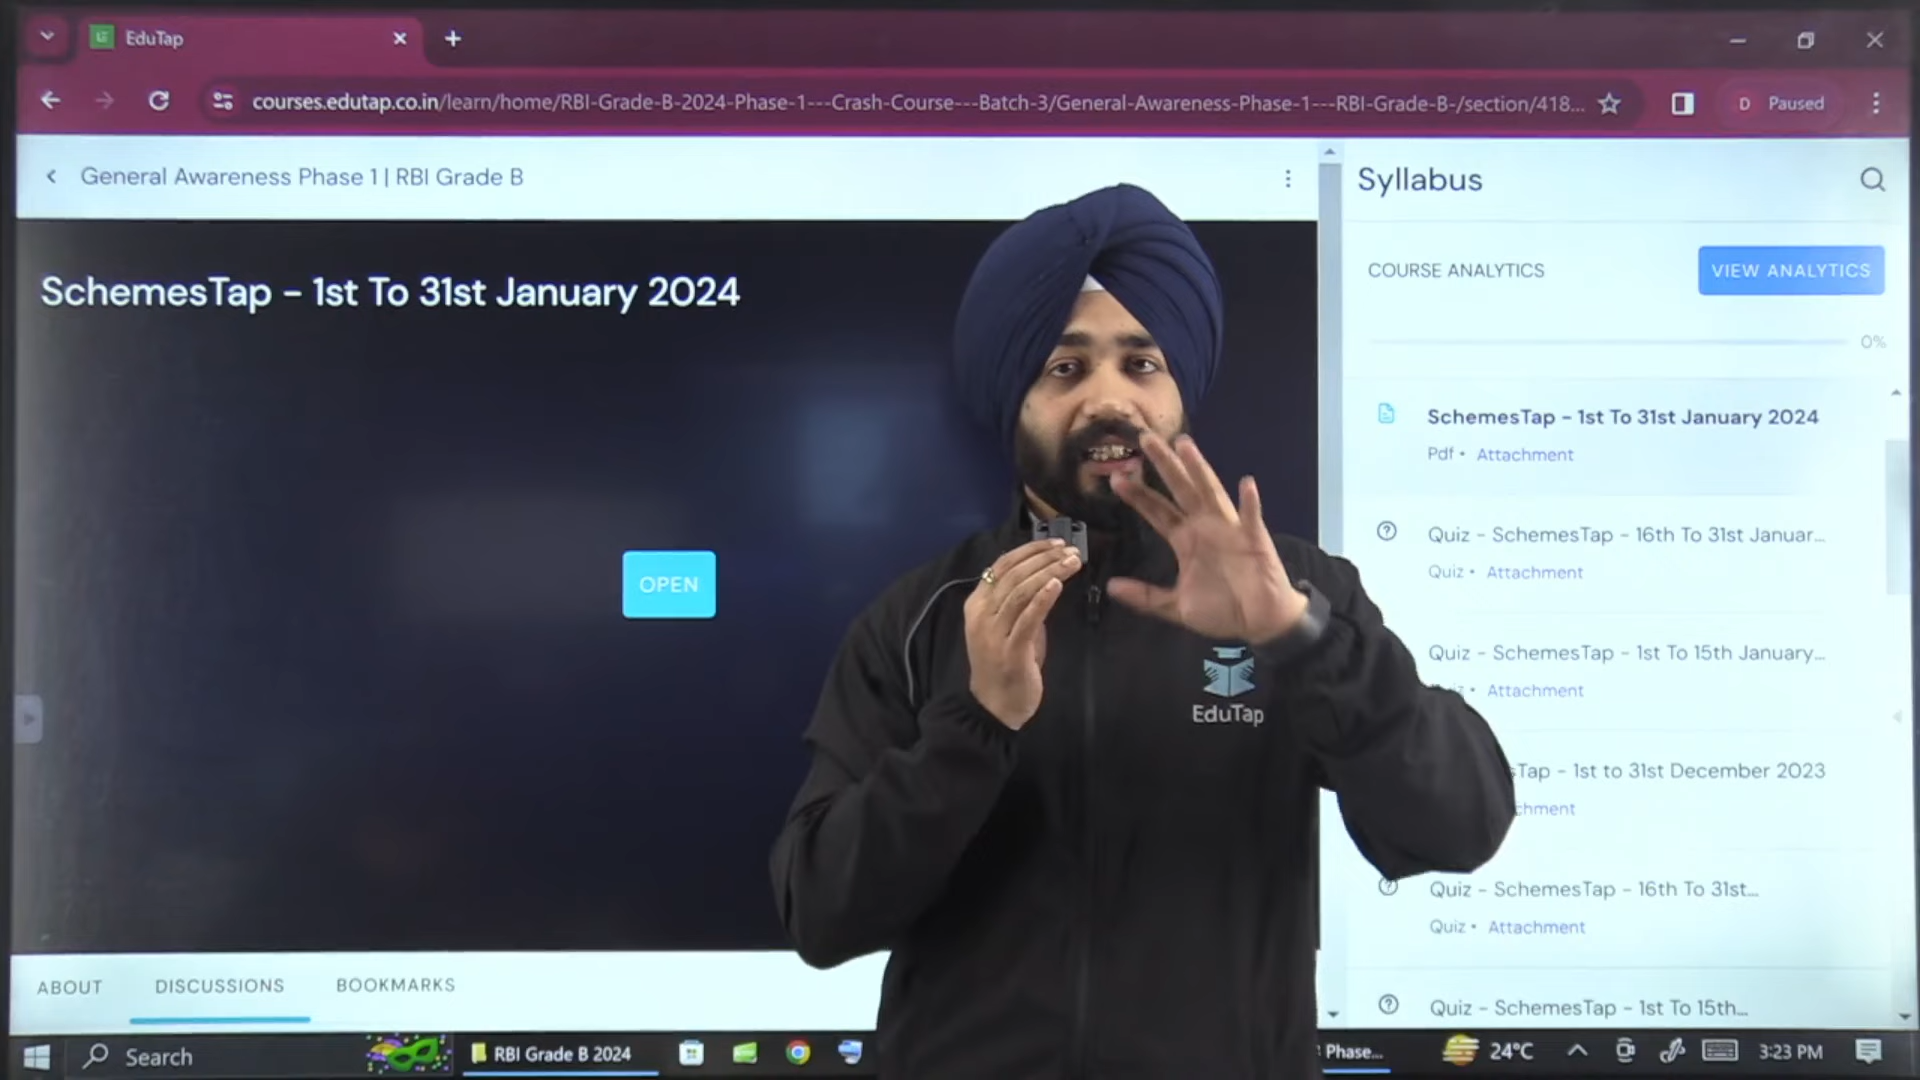 EduTap
courses.edutap.co.in/learn/home/RBI-Grade-B-2024-Phase-1---Crash-Course---Batch-3/General-Awareness-Phase-1---RBI-Grade-B-/section/418...
D Paused
General Awareness Phase 1 | RBI Grade B
SchemesTap - 1st To 31st January 2024
OPEN
ABOUT DISCUSSIONS BOOKMARKS
Syllabus
COURSE ANALYTICS VIEW ANALYTICS
0%
SchemesTap - 1st To 31st January 2024
Pdf • Attachment
Quiz - SchemesTap - 16th To 31st Januar...
Quiz • Attachment
Quiz - SchemesTap - 1st To 15th January...
• Attachment
Tap - 1st to 31st December 2023
Quiz - SchemesTap - 16th To 31st...
Quiz • Attachment
Quiz - SchemesTap - 1st To 15th...
EduTap
Search RBI Grade B 2024 Phase... 24°C 3:23 PM